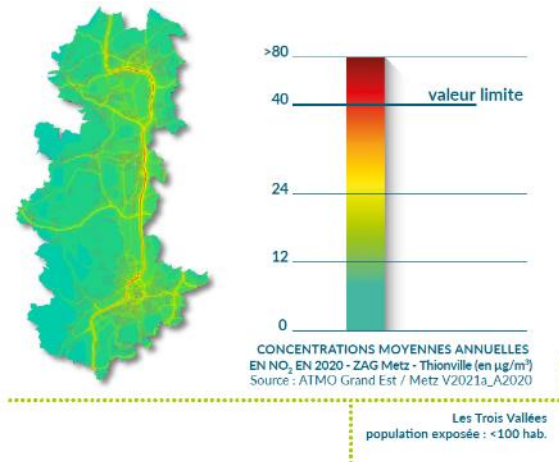 >80
40
valeur limite
24
12
0
CONCENTRATIONS MOYENNES ANNUELLES
EN NO₂ EN 2020 - ZAG Metz - Thionville (en µg/m³)
Source : ATMO Grand Est / Metz V2021a_A2020
Les Trois Vallées
population exposée : <100 hab.